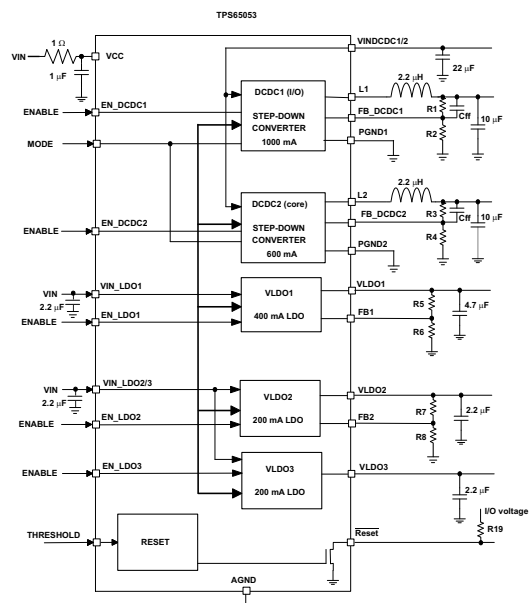 TPS65053
1 Ω
VIN
VCC
1 μF
VINDCDC1/2
22 μF
2.2 μH
L1
DCDC1 (I/O)
STEP-DOWN
CONVERTER
1000 mA
ENABLE
EN_DCDC1
FB_DCDC1
R1
Cff
10 μF
R2
MODE
PGND1
2.2 μH
L2
DCDC2 (core)
STEP-DOWN
CONVERTER
600 mA
FB_DCDC2
R3
Cff
10 μF
R4
ENABLE
EN_DCDC2
PGND2
VIN
VIN_LDO1
2.2 μF
VLDO1
400 mA LDO
VLDO1
R5
4.7 μF
ENABLE
EN_LDO1
FB1
R6
VIN
VIN_LDO2/3
2.2 μF
VLDO2
200 mA LDO
VLDO2
R7
2.2 μF
ENABLE
EN_LDO2
FB2
R8
ENABLE
EN_LDO3
VLDO3
200 mA LDO
VLDO3
2.2 μF
I/O voltage
R19
THRESHOLD
RESET
Reset
AGND